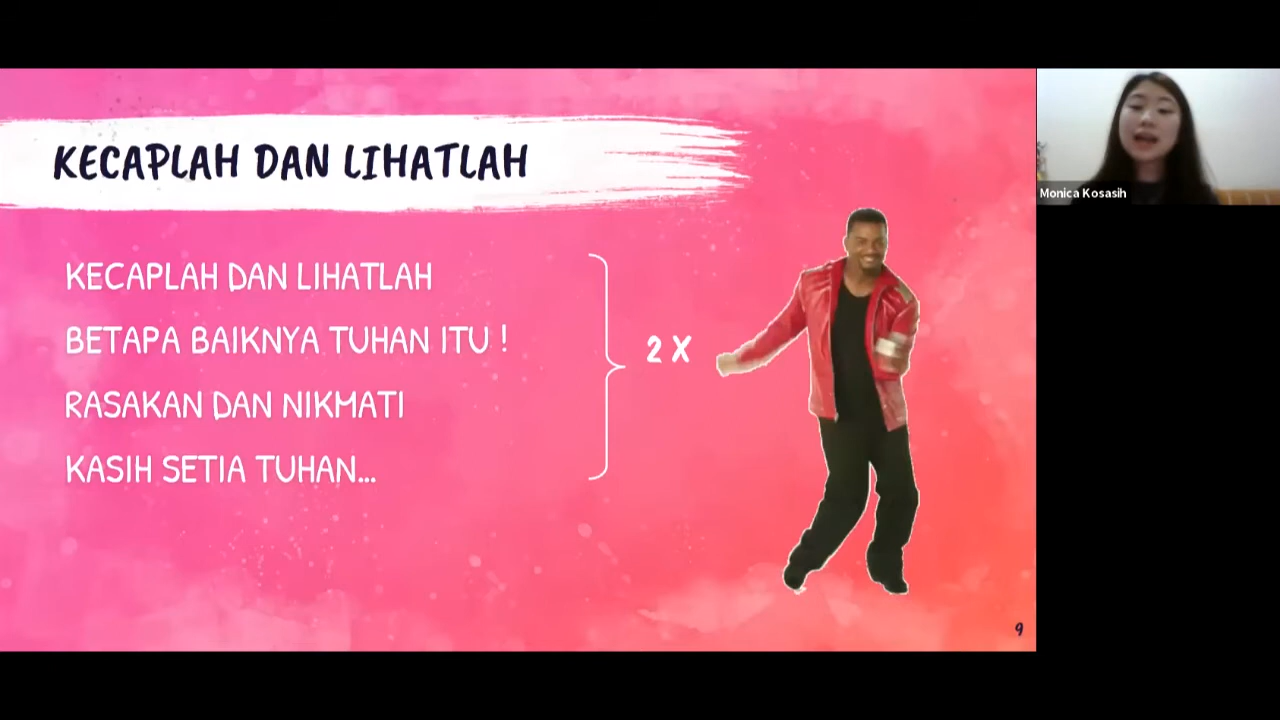 KECAPLAH DAN LIHATLAH
KECAPLAH DAN LIHATLAH
BETAPA BAIKNYA TUHAN ITU !
RASAKAN DAN NIKMATI
KASIH SETIA TUHAN...
2 X
9
Monica Kosasih